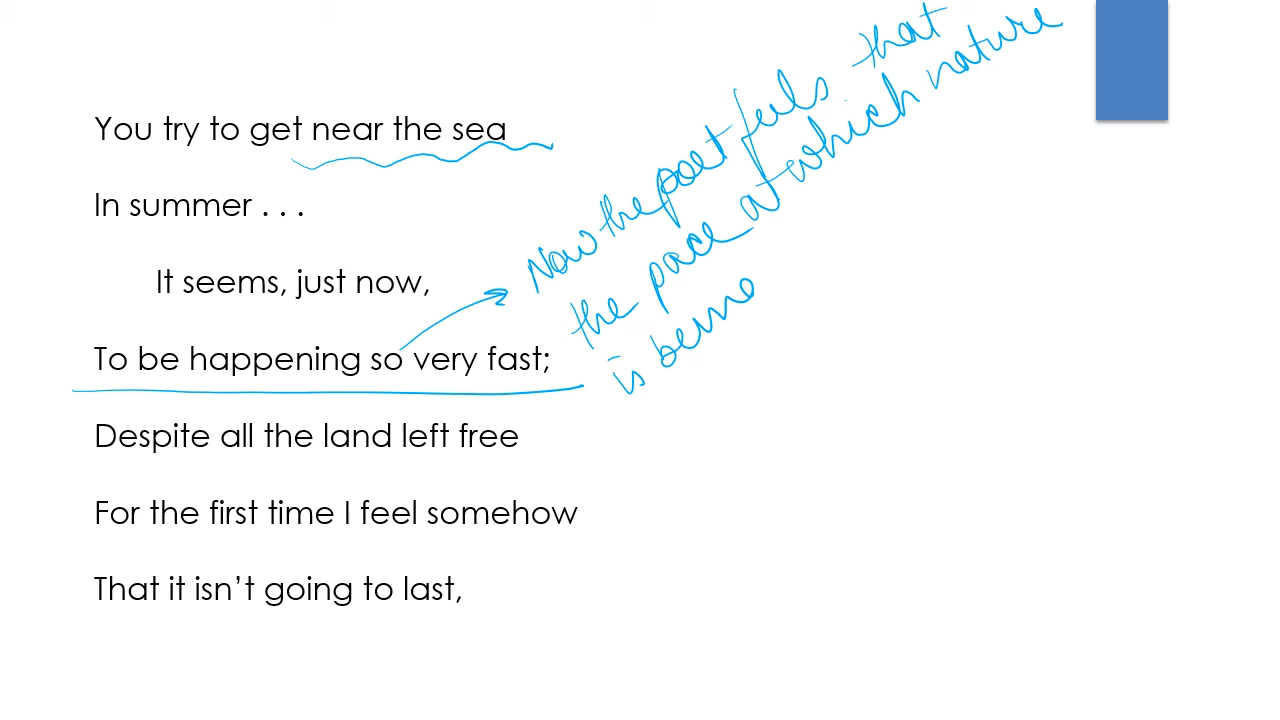 You try to get near the sea
In summer . . .
It seems, just now,
To be happening so very fast;
Despite all the land left free
For the first time I feel somehow
That it isn’t going to last,
Now the poet feels that
the pace at which nature
is